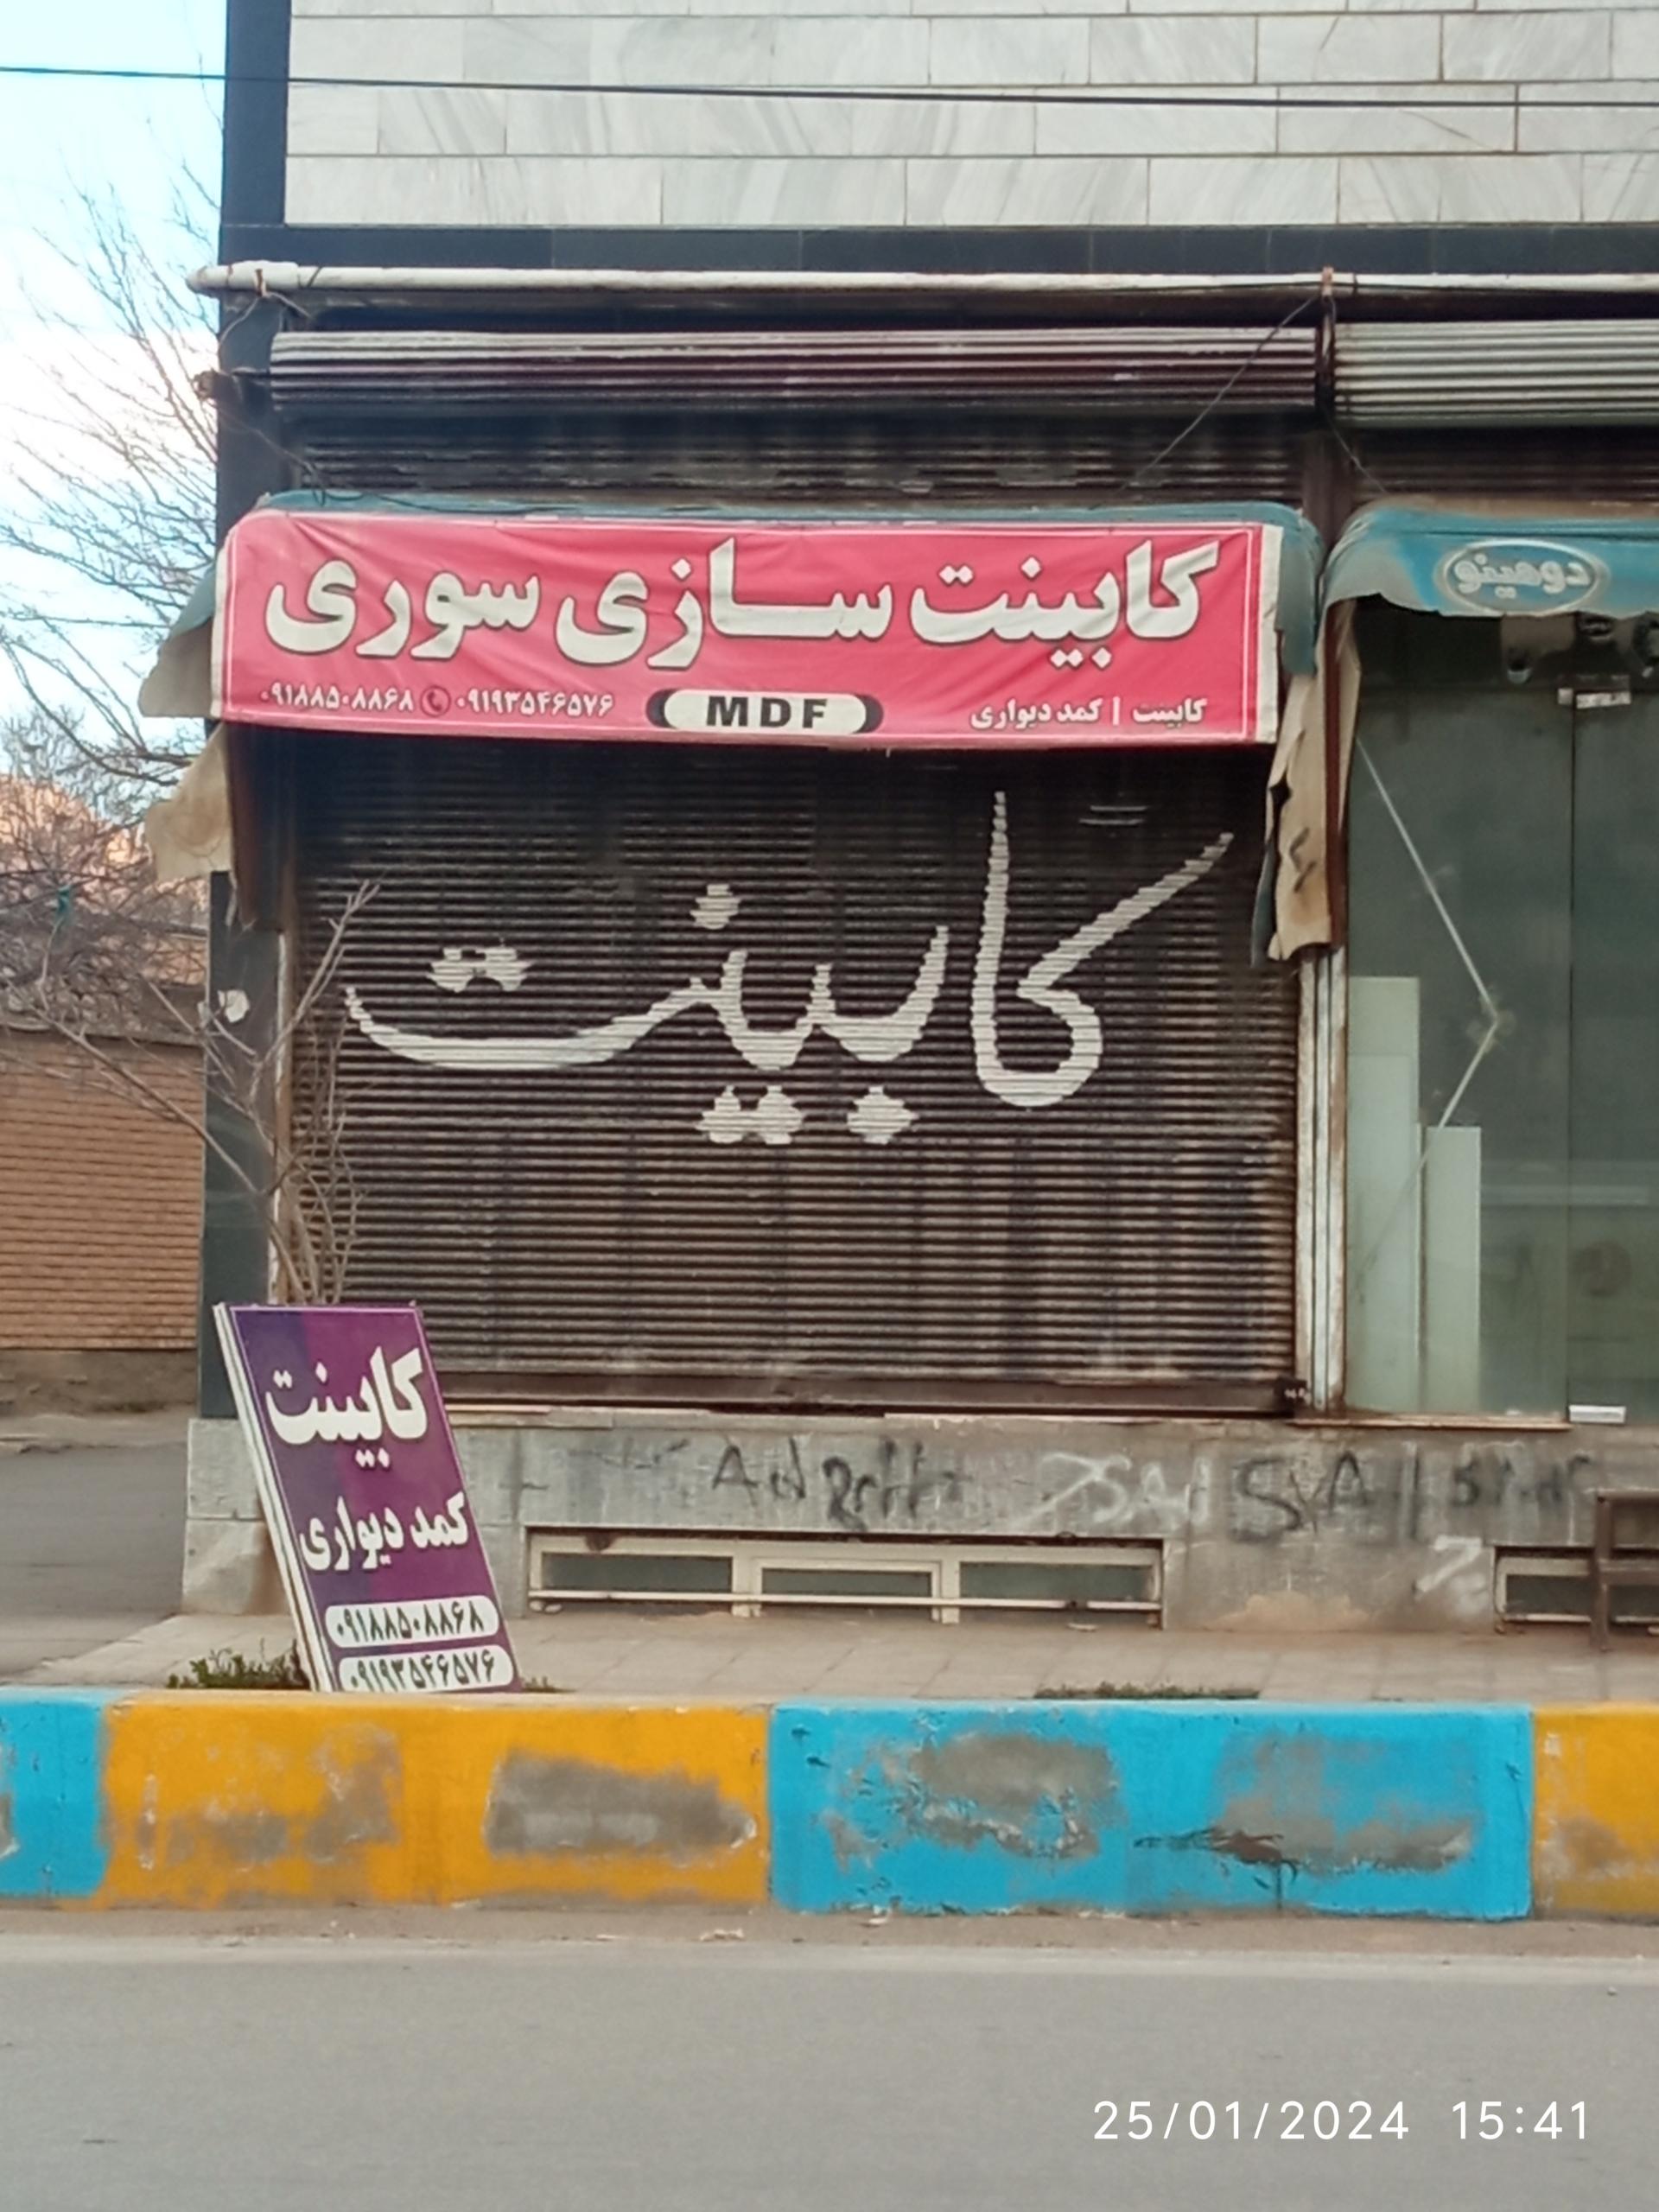 کابینت سازی سوری
کابینت | کمد دیواری
MDF
۰۹۱۹۳۵۴۶۵۷۶
۰۹۱۸۸۵۰۸۸۶۸
دومینو
کابینت
کابینت
کمد دیواری
۰۹۱۸۸۵۰۸۸۶۸
۰۹۱۹۳۵۴۶۵۷۶
25/01/2024 15:41